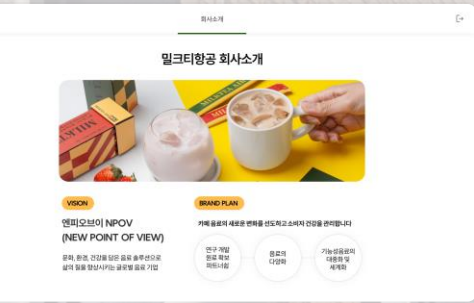 회사소개
밀크티항공 회사소개
VISION
엔피오브이 NPOV
(NEW POINT OF VIEW)
문화, 환경, 건강을 담은 음료 솔루션으로
삶의 질을 향상시키는 글로벌 음료 기업
BRAND PLAN
카페 음료의 새로운 변화를 선도하고 소비자 건강을 관리합니다
연구 개발
원료 확보
파트너쉽
음료의
다양화
기능성음료의
대중화 및
세계화